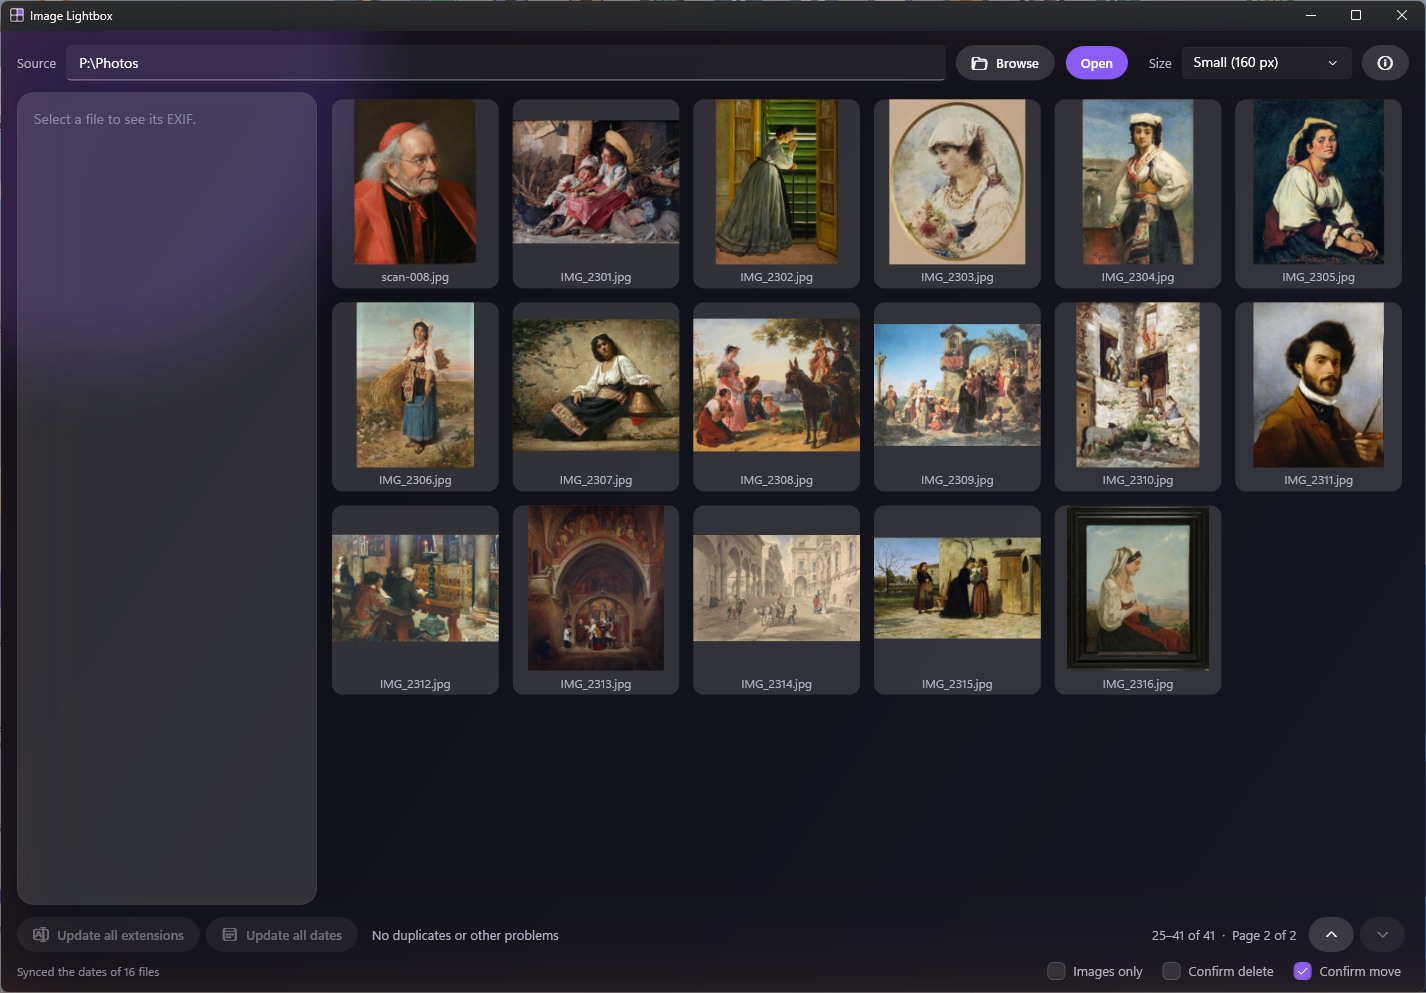 Image Lightbox
Source P:\Photos Browse Open Size Small (160 px)
Select a file to see its EXIF.
scan-008.jpg IMG_2301.jpg IMG_2302.jpg IMG_2303.jpg IMG_2304.jpg IMG_2305.jpg
IMG_2306.jpg IMG_2307.jpg IMG_2308.jpg IMG_2309.jpg IMG_2310.jpg IMG_2311.jpg
IMG_2312.jpg IMG_2313.jpg IMG_2314.jpg IMG_2315.jpg IMG_2316.jpg
Update all extensions Update all dates No duplicates or other problems 25–41 of 41 · Page 2 of 2
Synced the dates of 16 files Images only Confirm delete Confirm move